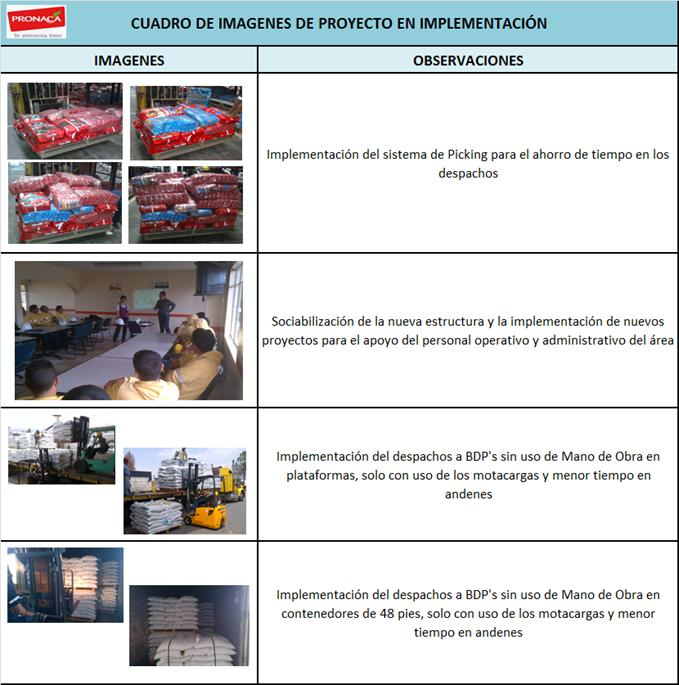 PRONACA
Te alimenta bien
CUADRO DE IMAGENES DE PROYECTO EN IMPLEMENTACIÓN
IMAGENES
OBSERVACIONES
Implementación del sistema de Picking para el ahorro de tiempo en los
despachos
Sociabilización de la nueva estructura y la implementación de nuevos
proyectos para el apoyo del personal operativo y administrativo del área
Implementación del despachos a BDP's sin uso de Mano de Obra en
plataformas, solo con uso de los motacargas y menor tiempo en
andenes
Implementación del despachos a BDP's sin uso de Mano de Obra en
contenedores de 48 pies, solo con uso de los motacargas y menor
tiempo en andenes